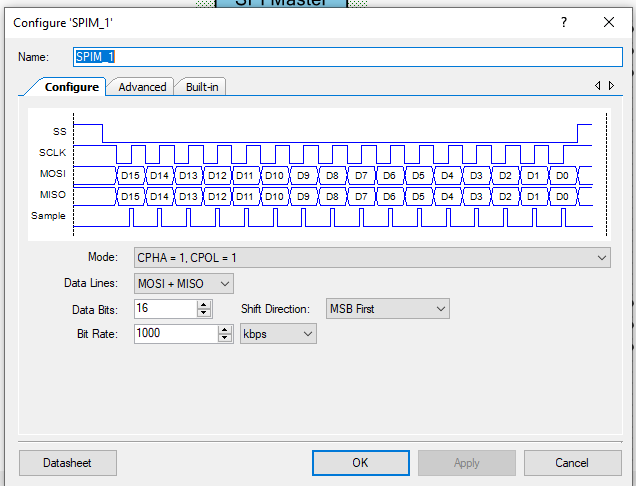 SPI Master
Configure 'SPIM_1'
? ×
Name: SPIM_1
Configure Advanced Built-in
SS
SCLK
MOSI D15 D14 D13 D12 D11 D10 D9 D8 D7 D6 D5 D4 D3 D2 D1 D0
MISO D15 D14 D13 D12 D11 D10 D9 D8 D7 D6 D5 D4 D3 D2 D1 D0
Sample
Mode: CPHA = 1, CPOL = 1
Data Lines: MOSI + MISO
Data Bits: 16 Shift Direction: MSB First
Bit Rate: 1000 kbps
Datasheet OK Apply Cancel